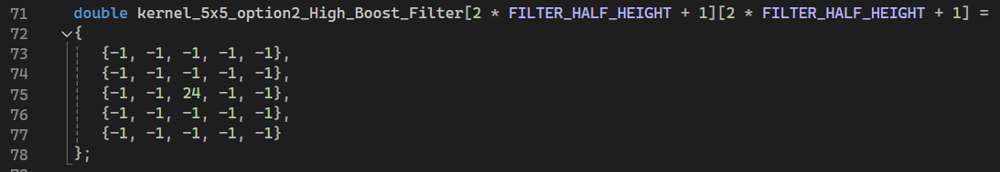 71 double kernel_5x5_option2_High_Boost_Filter[2 * FILTER_HALF_HEIGHT + 1][2 * FILTER_HALF_HEIGHT + 1] =
72 {
73 {-1, -1, -1, -1, -1},
74 {-1, -1, -1, -1, -1},
75 {-1, -1, 24, -1, -1},
76 {-1, -1, -1, -1, -1},
77 {-1, -1, -1, -1, -1}
78 };